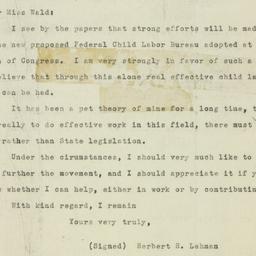 r Miss Wald:
I see by the papers that strong efforts will be mad
he new proposed Federal Child Labor Bureau adopted at
of Congress. I am very strongly in favor of such a
elieve that through this alone real effective child la
can be had.
It has been a pet theory of mine for a long time, t
really to do effective work in this field, there must
rather than State legislation.
Under the circumstances, I should very much like to
further the movement, and I should appreciate it if y
w whether I can help, either in work or by contributin
With kind regard, I remain
Yours very truly,
(Signed) Herbert S. Lehman